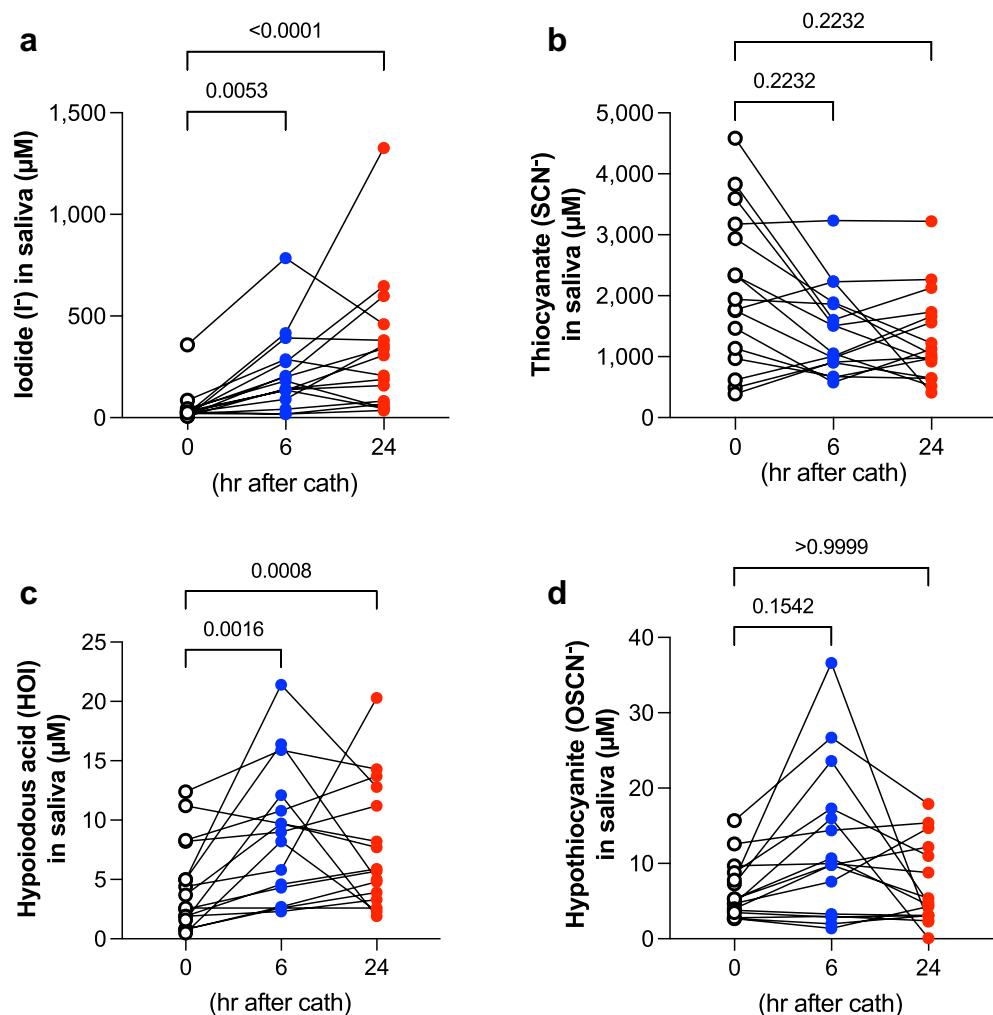 a
<0.0001
0.0053
Iodide (I⁻) in saliva (μM)
1,500
1,000
500
0
0 6 24
(hr after cath)
b
0.2232
0.2232
Thiocyanate (SCN⁻)
in saliva (μM)
5,000
4,000
3,000
2,000
1,000
0
0 6 24
(hr after cath)
c
0.0008
0.0016
Hypoiodous acid (HOI)
in saliva (μM)
25
20
15
10
5
0
0 6 24
(hr after cath)
d
>0.9999
0.1542
Hypothiocyanite (OSCN⁻)
in saliva (μM)
40
30
20
10
0
0 6 24
(hr after cath)